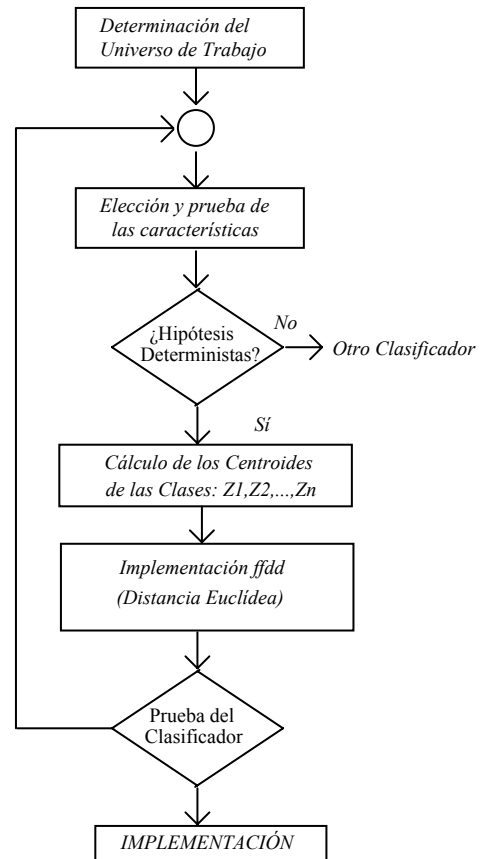 Determinación del
Universo de Trabajo
Elección y prueba de
las características
¿Hipótesis
Deterministas?
No
Otro Clasificador
Sí
Cálculo de los Centroides
de las Clases: Z1,Z2,...,Zn
Implementación ffdd
(Distancia Euclídea)
Prueba del
Clasificador
IMPLEMENTACIÓN